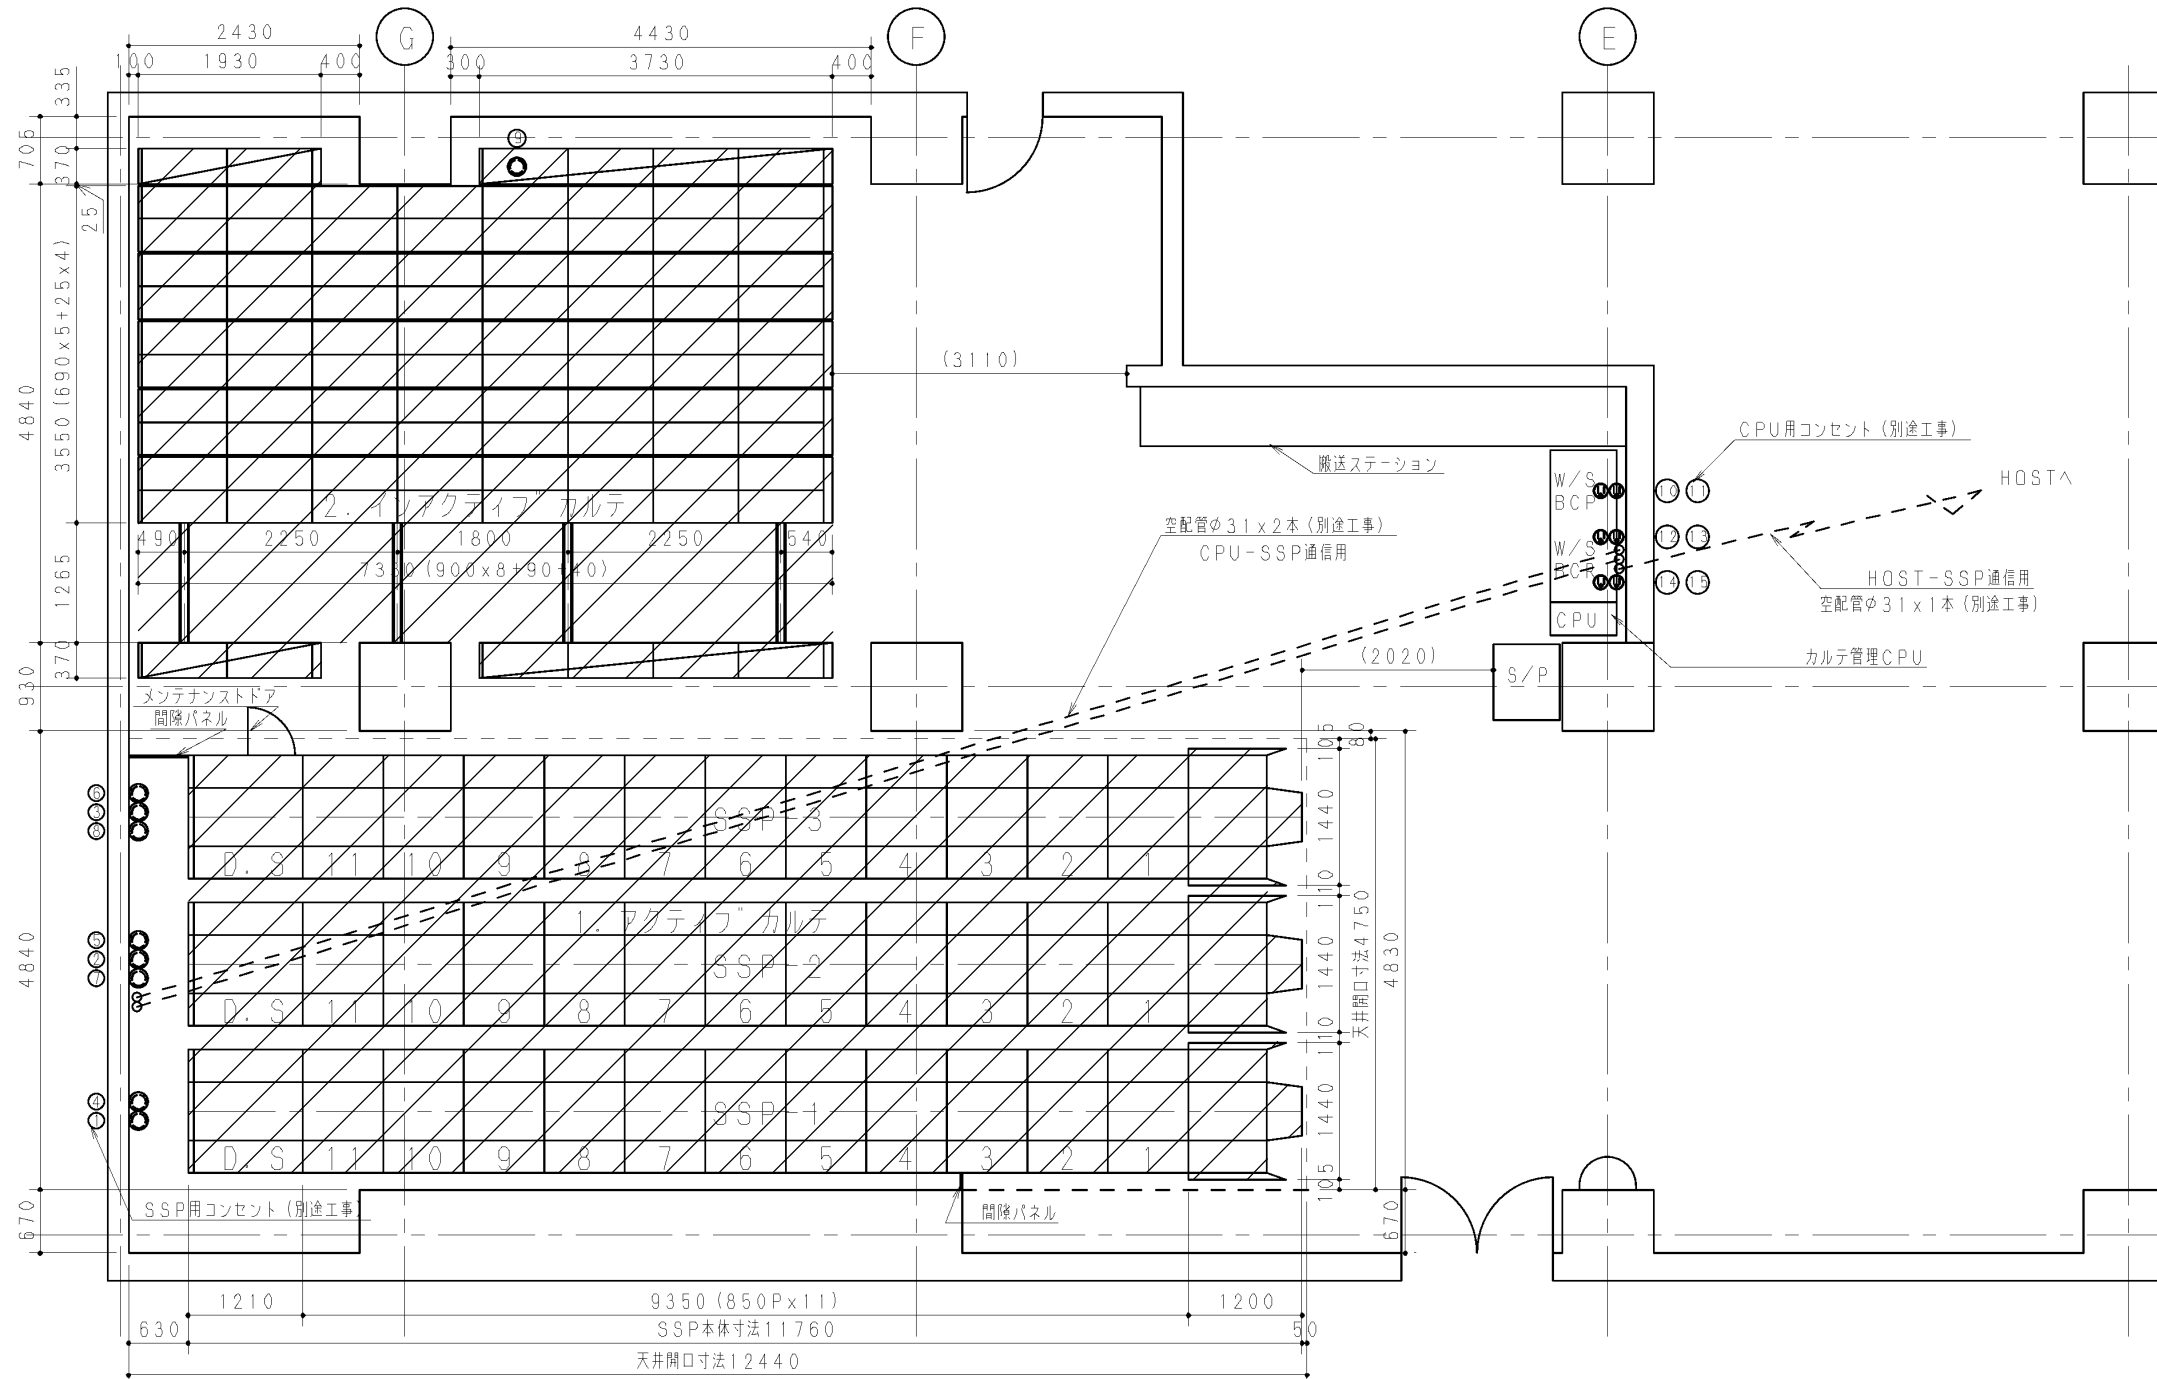 2430
G
4430
F
E
100
1930
400
300
3730
400
335
705
370
25
⑨
4840
3550(690x5+25x4)
(3110)
CPU用コンセント(別途工事)
搬送ステーション
HOSTへ
W/S
BCP
⑩ ⑪
2. インアクティブ カルテ
空配管φ31x2本(別途工事)
CPU-SSP通信用
⑫ ⑬
W/S
BCR
⑭ ⑮
490
2250
1800
2250
540
7330(900x8+90+40)
1265
HOST-SSP通信用
空配管φ31x1本(別途工事)
CPU
カルテ管理CPU
(2020)
S/P
370
930
メンテナンストドア
間隙パネル
105
80
⑥
③
⑧
SSP-3
1440
D.S 11 10 9 8 7 6 5 4 3 2 1
110
1. アクティブ カルテ
天井開口寸法4750
4830
4840
⑤
②
⑦
SSP-2
1440
D.S 11 10 9 8 7 6 5 4 3 2 1
110
④
①
SSP-1
1440
D.S 11 10 9 8 7 6 5 4 3 2 1
105
SSP用コンセント(別途工事)
間隙パネル
670
670
1210
9350(850Px11)
1200
630
SSP本体寸法11760
50
天井開口寸法12440